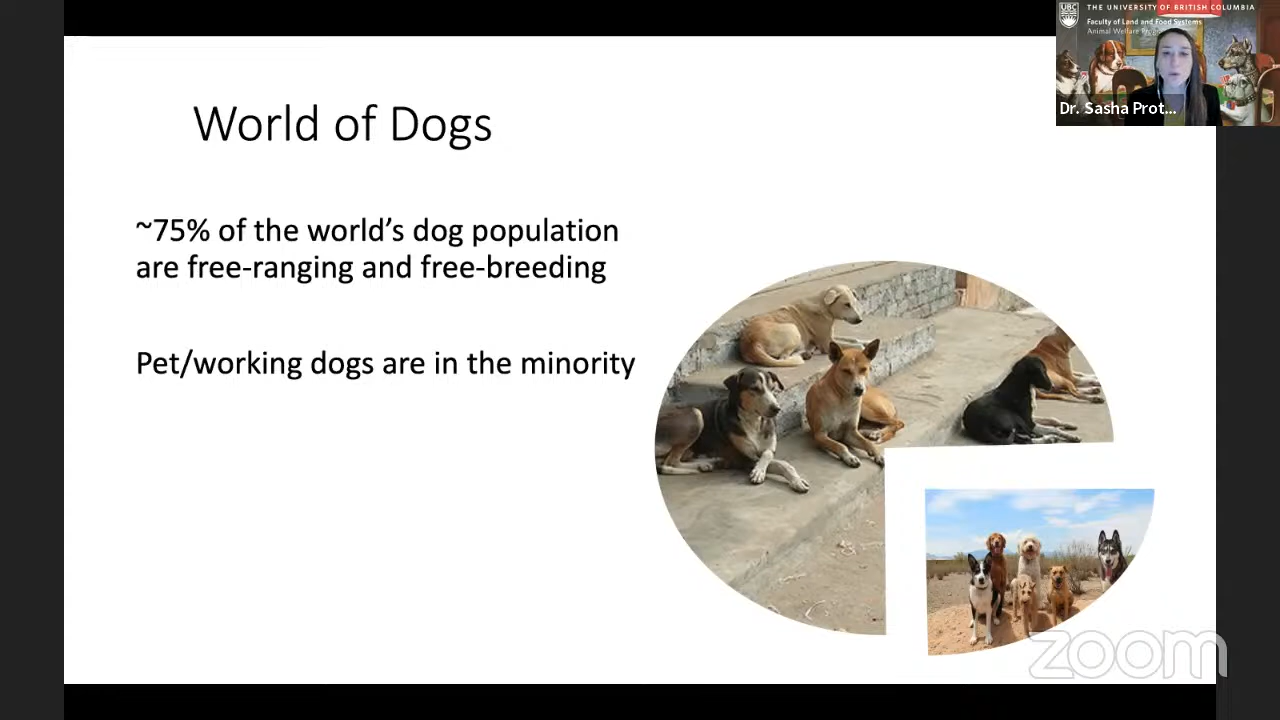 THE UNIVERSITY OF BRITISH COLUMBIA
UBC
Faculty of Land and Food Systems
Animal Welfare
Dr. Sasha Prot...
World of Dogs
~75% of the world’s dog population
are free-ranging and free-breeding
Pet/working dogs are in the minority
zoom